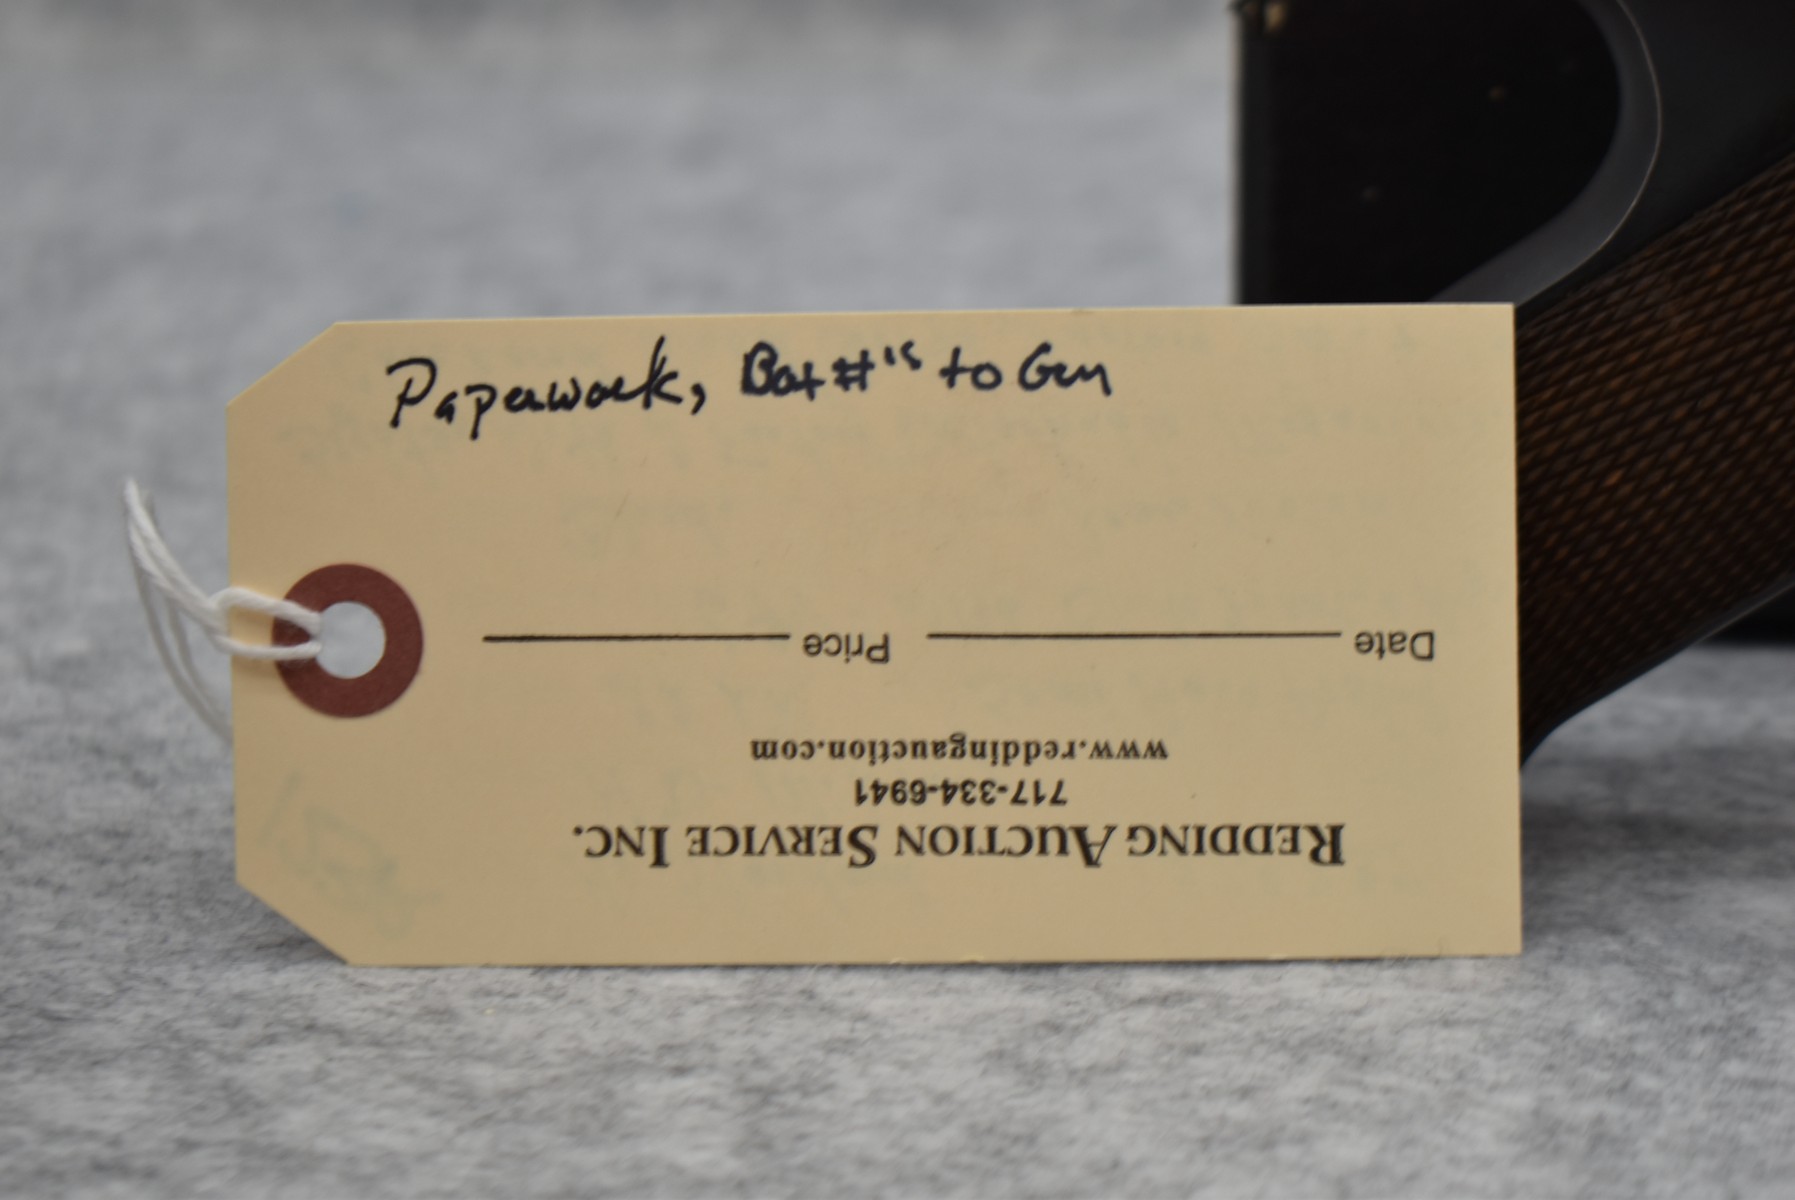 Paperwork, Box #'s to Gun
Date Price
www.reddingauction.com
717-334-6941
REDDING AUCTION SERVICE INC.